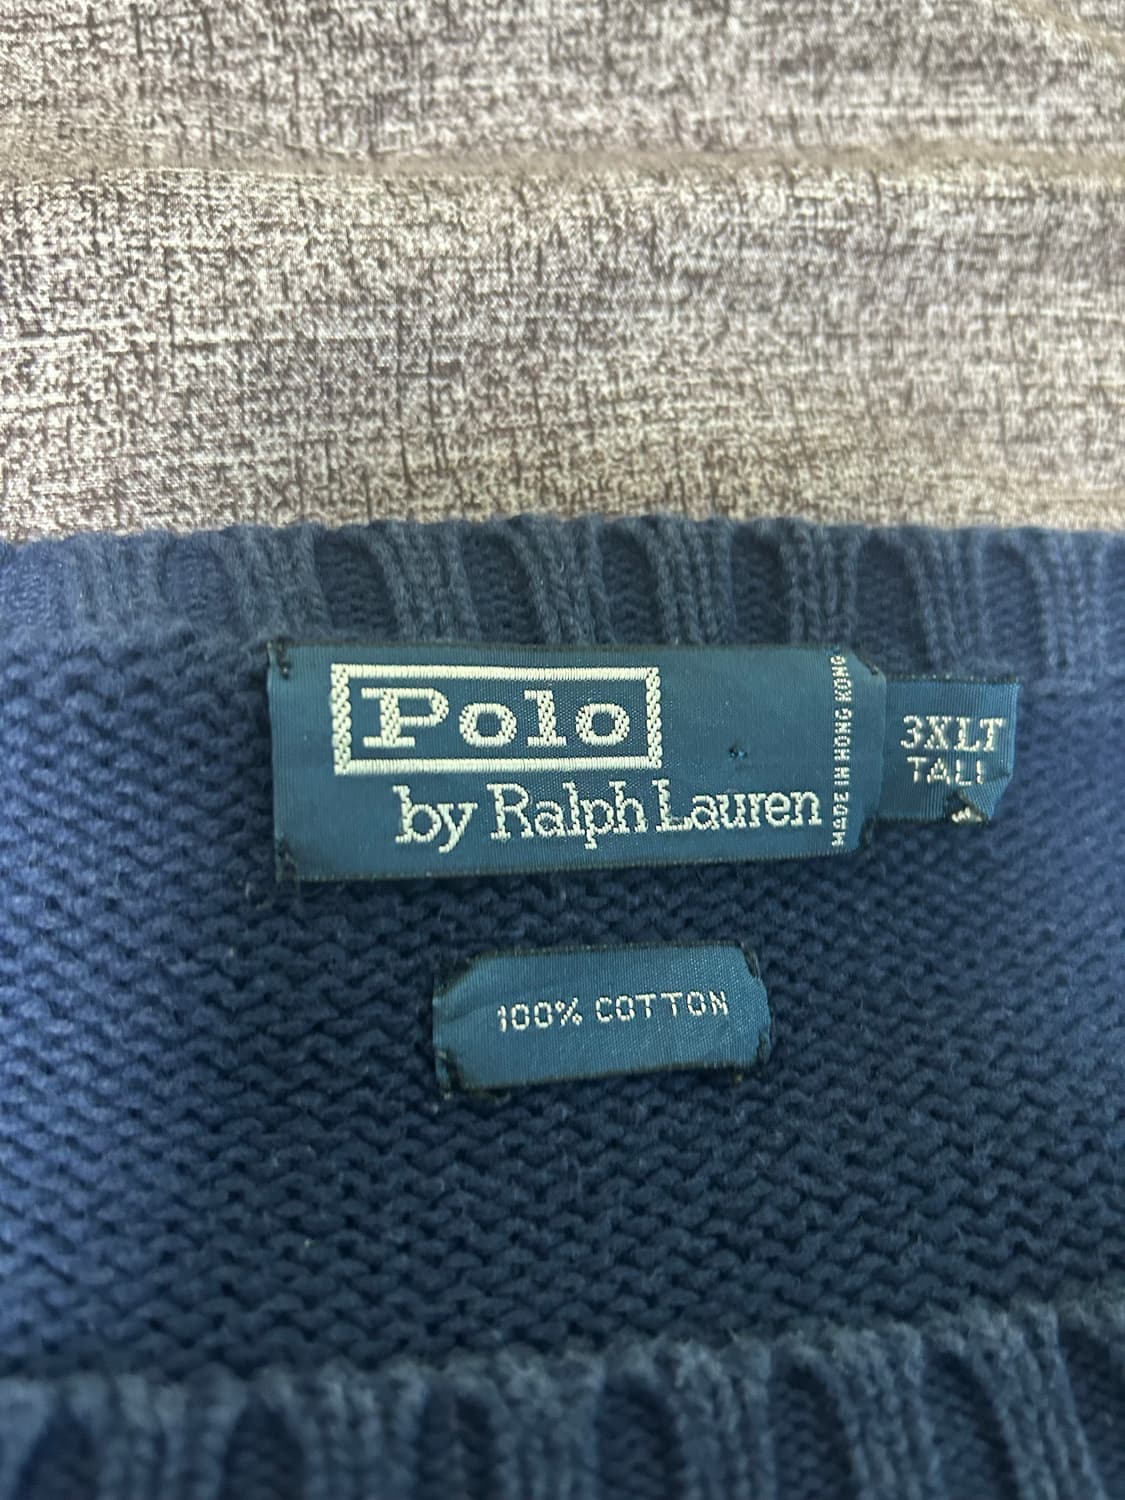 Polo
by Ralph Lauren
MADE IN HONG KONG
3XLT
TALL
100% COTTON